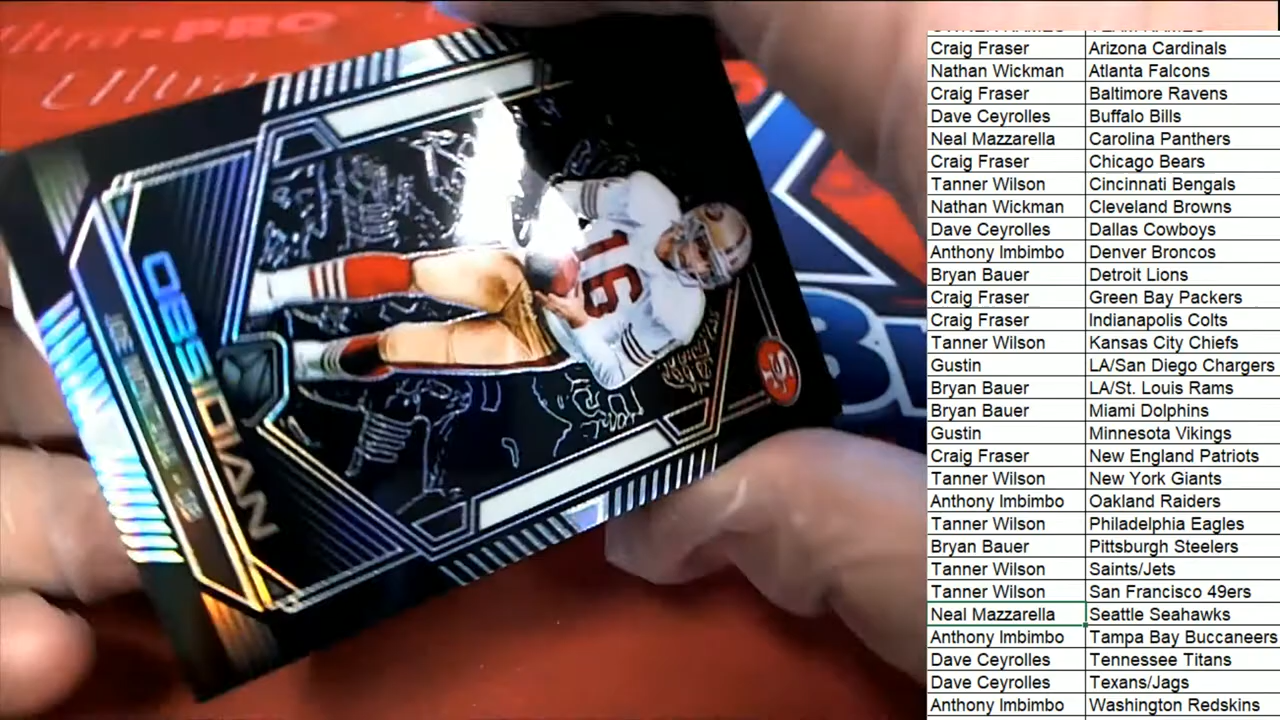 Ultra•PRO
Ultra
OBSIDIAN
16
Craig Fraser Arizona Cardinals
Nathan Wickman Atlanta Falcons
Craig Fraser Baltimore Ravens
Dave Ceyrolles Buffalo Bills
Neal Mazzarella Carolina Panthers
Craig Fraser Chicago Bears
Tanner Wilson Cincinnati Bengals
Nathan Wickman Cleveland Browns
Dave Ceyrolles Dallas Cowboys
Anthony Imbimbo Denver Broncos
Bryan Bauer Detroit Lions
Craig Fraser Green Bay Packers
Craig Fraser Indianapolis Colts
Tanner Wilson Kansas City Chiefs
Gustin LA/San Diego Chargers
Bryan Bauer LA/St. Louis Rams
Bryan Bauer Miami Dolphins
Gustin Minnesota Vikings
Craig Fraser New England Patriots
Tanner Wilson New York Giants
Anthony Imbimbo Oakland Raiders
Tanner Wilson Philadelphia Eagles
Bryan Bauer Pittsburgh Steelers
Tanner Wilson Saints/Jets
Tanner Wilson San Francisco 49ers
Neal Mazzarella Seattle Seahawks
Anthony Imbimbo Tampa Bay Buccaneers
Dave Ceyrolles Tennessee Titans
Dave Ceyrolles Texans/Jags
Anthony Imbimbo Washington Redskins